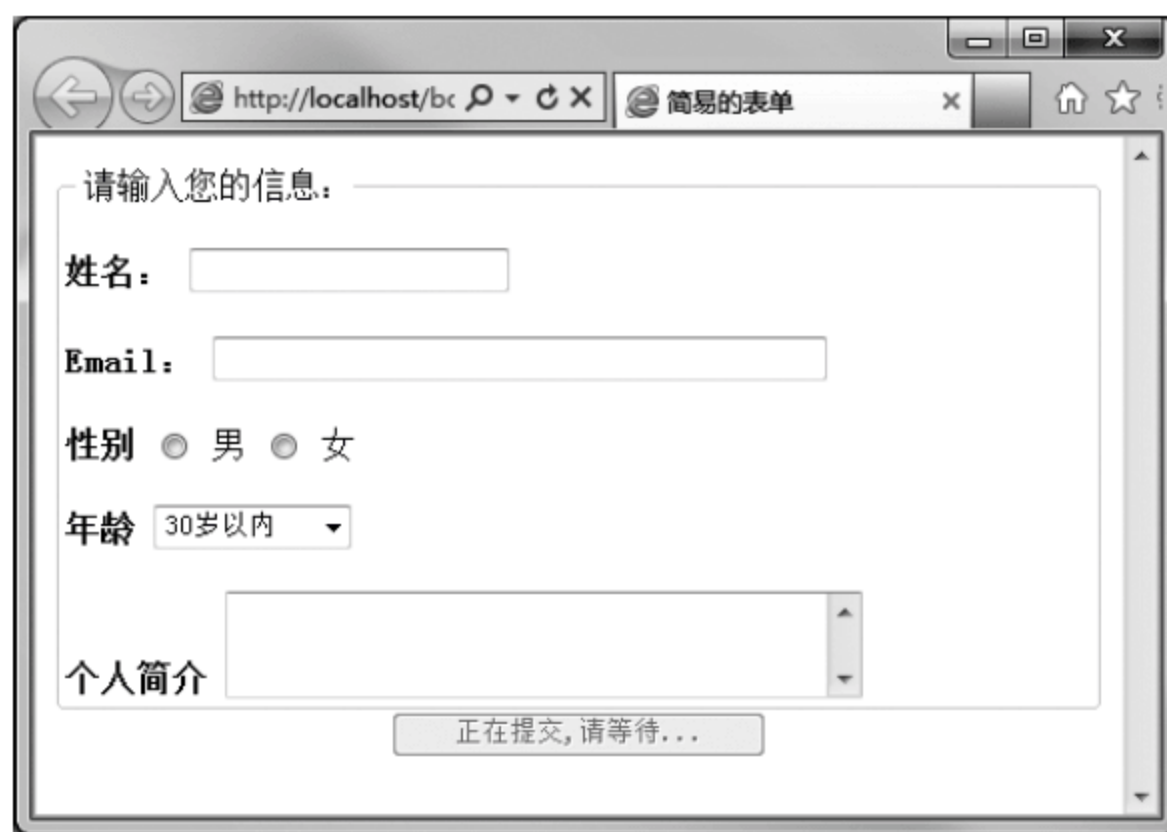 http://localhost/bc
简易的表单
请输入您的信息：
姓名：
Email：
性别 男 女
年龄 30岁以内
个人简介
正在提交,请等待...